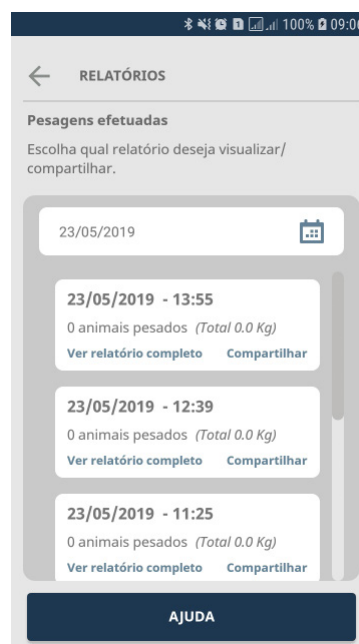 100% 09:06
RELATÓRIOS
Pesagens efetuadas
Escolha qual relatório deseja visualizar/
compartilhar.
23/05/2019
23/05/2019 - 13:55
0 animais pesados (Total 0.0 Kg)
Ver relatório completo Compartilhar
23/05/2019 - 12:39
0 animais pesados (Total 0.0 Kg)
Ver relatório completo Compartilhar
23/05/2019 - 11:25
0 animais pesados (Total 0.0 Kg)
Ver relatório completo Compartilhar
AJUDA